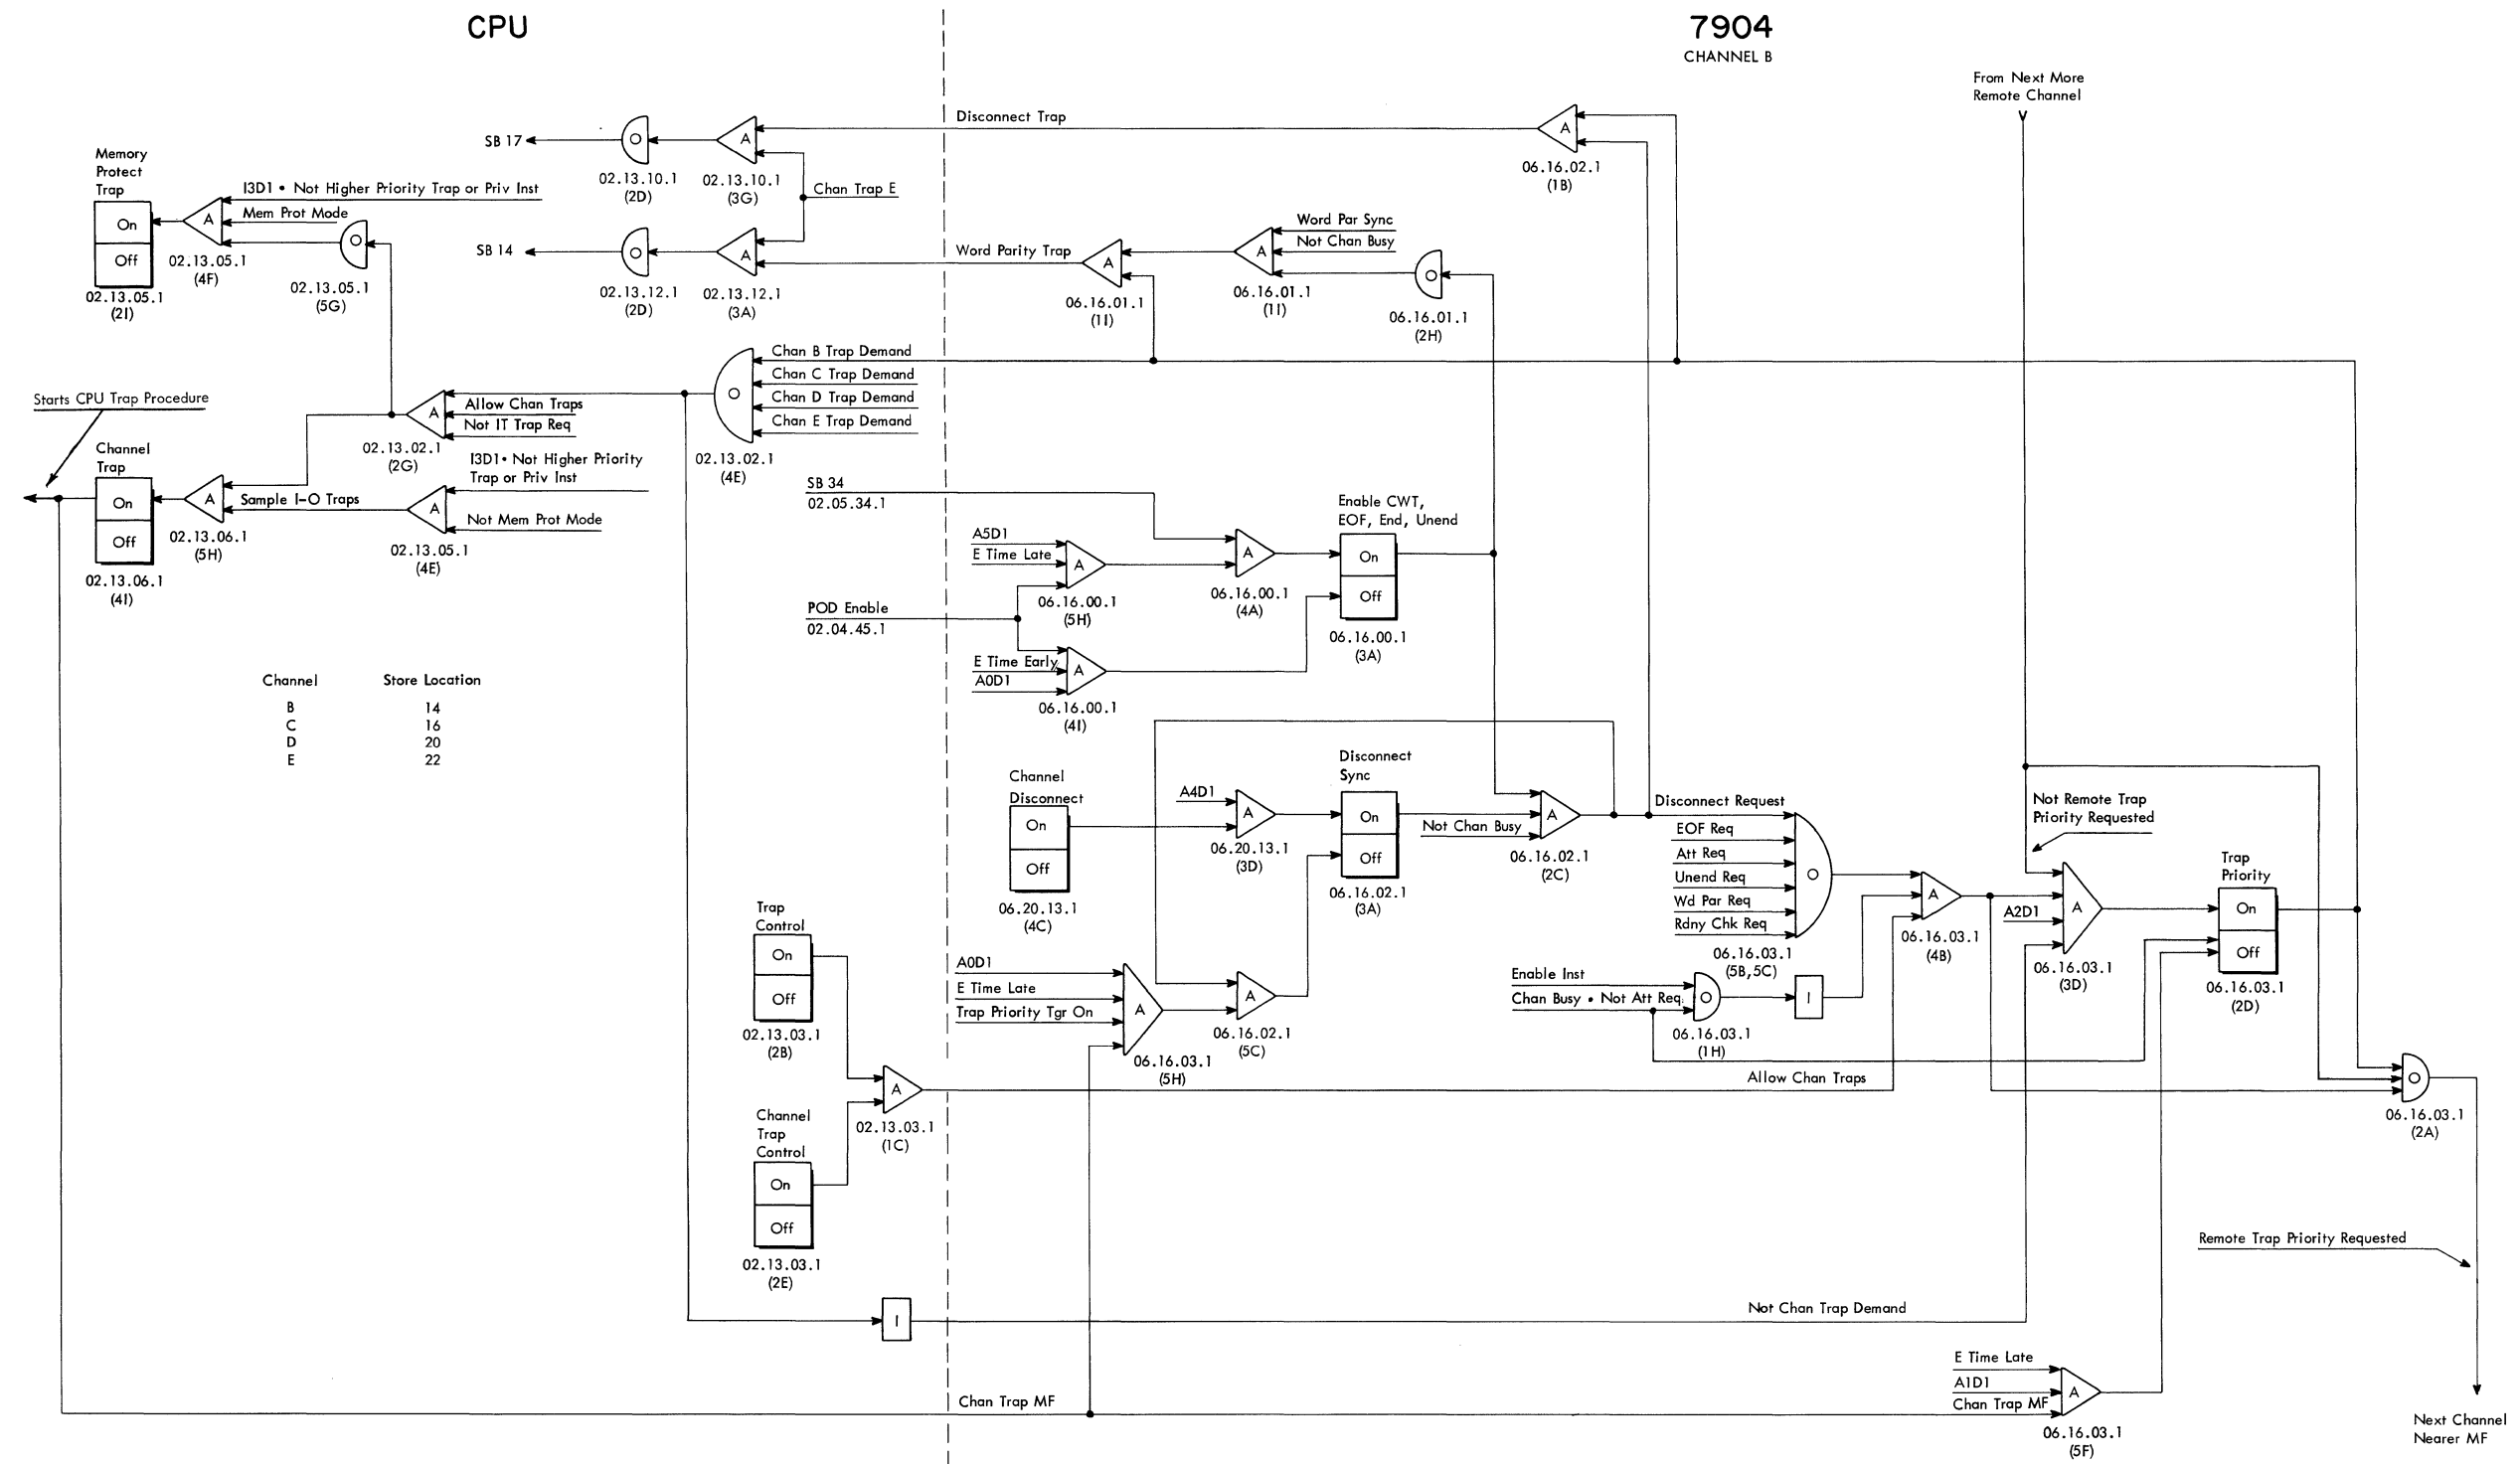 CPU
7904
CHANNEL B
From Next More
Remote Channel
Disconnect Trap
A
06.16.02.1
(1B)
SB 17
O
02.13.10.1
(2D)
A
02.13.10.1
(3G)
Chan Trap E
Memory
Protect
Trap
On
Off
02.13.05.1
(2I)
A
02.13.05.1
(4F)
I3D1 • Not Higher Priority Trap or Priv Inst
Mem Prot Mode
O
02.13.05.1
(5G)
SB 14
O
02.13.12.1
(2D)
A
02.13.12.1
(3A)
Word Parity Trap
A
06.16.01.1
(1I)
A
06.16.01.1
(1I)
Word Par Sync
Not Chan Busy
O
06.16.01.1
(2H)
Chan B Trap Demand
Chan C Trap Demand
Chan D Trap Demand
Chan E Trap Demand
O
02.13.02.1
(4E)
Starts CPU Trap Procedure
A
Allow Chan Traps
Not IT Trap Req
02.13.02.1
(2G)
Channel
Trap
On
Off
02.13.06.1
(4I)
A
02.13.06.1
(5H)
Sample I-O Traps
A
02.13.05.1
(4E)
I3D1• Not Higher Priority
Trap or Priv Inst
Not Mem Prot Mode
SB 34
02.05.34.1
A5D1
E Time Late
A
06.16.00.1
(5H)
A
06.16.00.1
(4A)
Enable CWT,
EOF, End, Unend
On
Off
06.16.00.1
(3A)
POD Enable
02.04.45.1
E Time Early
A0D1
A
06.16.00.1
(4I)
Channel Store Location
B 14
C 16
D 20
E 22
Channel
Disconnect
On
Off
06.20.13.1
(4C)
A4D1
A
06.20.13.1
(3D)
Disconnect
Sync
On
Off
06.16.02.1
(3A)
Not Chan Busy
A
06.16.02.1
(2C)
Disconnect Request
EOF Req
Att Req
Unend Req
Wd Par Req
Rdny Chk Req
O
06.16.03.1
(5B,5C)
A
06.16.03.1
(4B)
Not Remote Trap
Priority Requested
A2D1
A
06.16.03.1
(3D)
Trap
Priority
On
Off
06.16.03.1
(2D)
Trap
Control
On
Off
02.13.03.1
(2B)
A0D1
E Time Late
Trap Priority Tgr On
A
06.16.03.1
(5H)
A
06.16.02.1
(5C)
Enable Inst
Chan Busy • Not Att Req
O
06.16.03.1
(1H)
I
Allow Chan Traps
A
02.13.03.1
(1C)
Channel
Trap
Control
On
Off
02.13.03.1
(2E)
O
06.16.03.1
(2A)
Remote Trap Priority Requested
I
Not Chan Trap Demand
Chan Trap MF
E Time Late
A1D1
Chan Trap MF
A
06.16.03.1
(5F)
Next Channel
Nearer MF